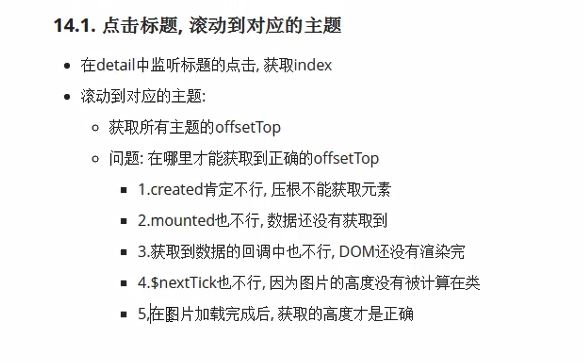 14.1. 点击标题, 滚动到对应的主题
在detail中监听标题的点击, 获取index
滚动到对应的主题:
获取所有主题的offsetTop
问题: 在哪里才能获取到正确的offsetTop
1.created肯定不行, 压根不能获取元素
2.mounted也不行, 数据还没有获取到
3.获取到数据的回调中也不行, DOM还没有渲染完
4.$nextTick也不行, 因为图片的高度没有被计算在类
5,在图片加载完成后, 获取的高度才是正确